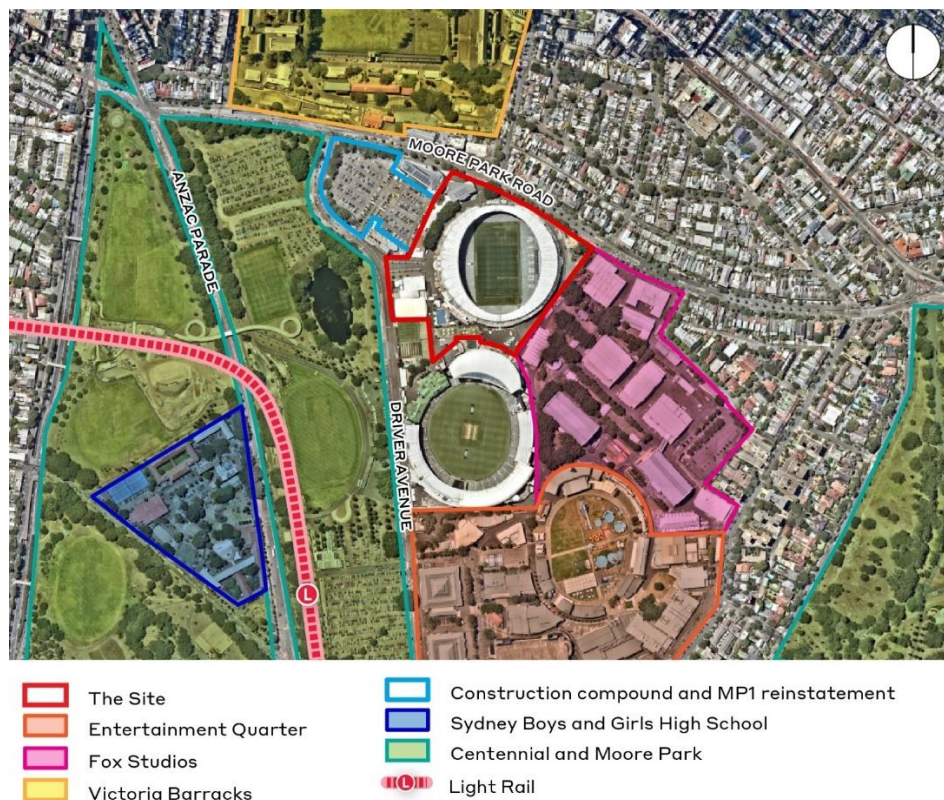 MOORE PARK ROAD
ANZAC PARADE
DRIVER AVENUE
L
The Site
Entertainment Quarter
Fox Studios
Victoria Barracks
Construction compound and MP1 reinstatement
Sydney Boys and Girls High School
Centennial and Moore Park
L
Light Rail